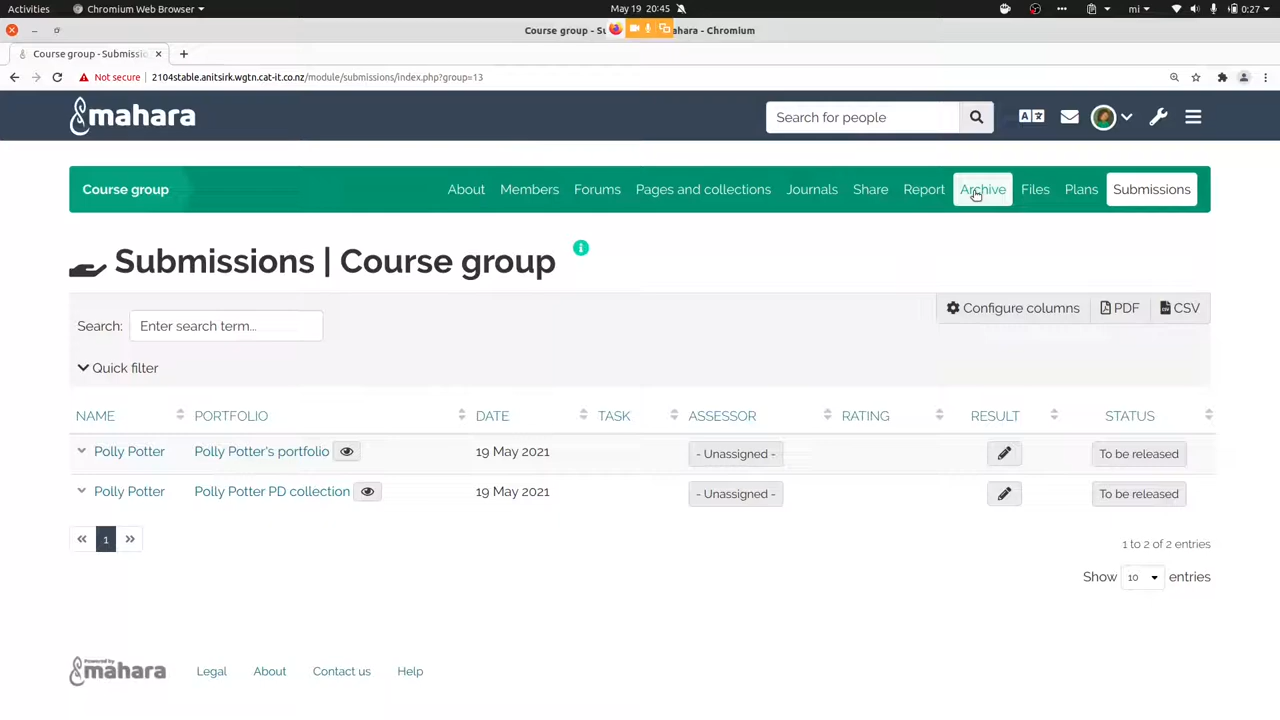 Activities Chromium Web Browser May 19 20:45 mi 0:27
Course group - Su ahara - Chromium
Course group - Submissio
Not secure 2104stable.anitsirk.wgtn.cat-it.co.nz/module/submissions/index.php?group=13
mahara Search for people
Course group About Members Forums Pages and collections Journals Share Report Archive Files Plans Submissions
Submissions | Course group
Configure columns PDF CSV
Search: Enter search term...
Quick filter
NAME PORTFOLIO DATE TASK ASSESSOR RATING RESULT STATUS
Polly Potter Polly Potter's portfolio 19 May 2021 - Unassigned - To be released
Polly Potter Polly Potter PD collection 19 May 2021 - Unassigned - To be released
« 1 »
1 to 2 of 2 entries
Show 10 entries
Powered by
mahara Legal About Contact us Help